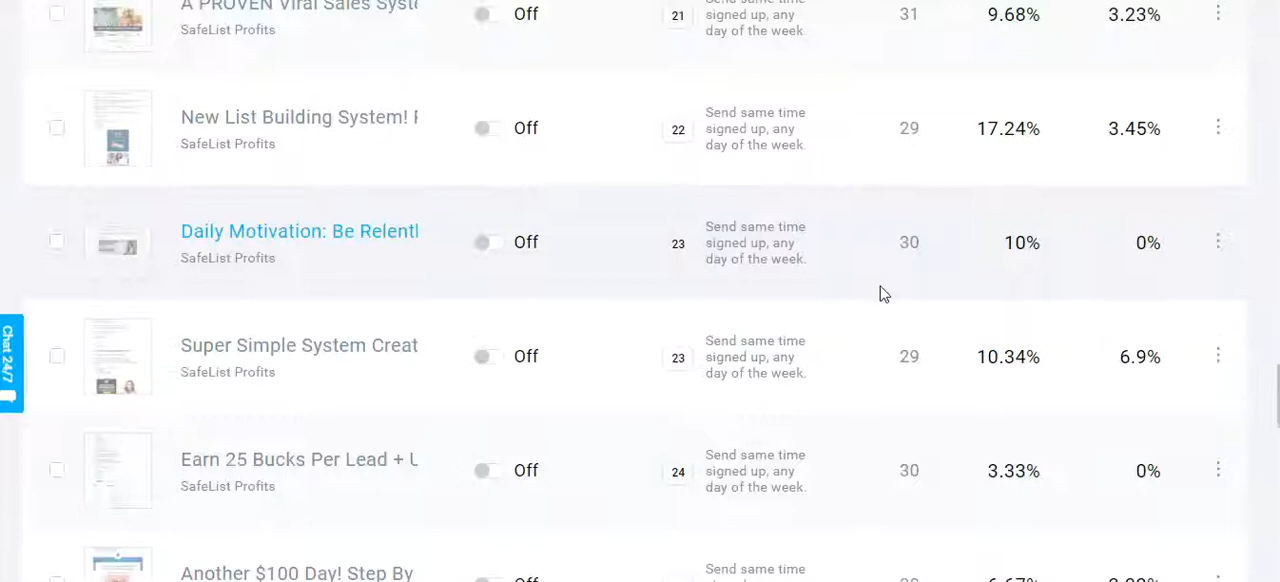 A PROVEN Viral Sales Syste
SafeList Profits
Off
21
Send same time
signed up, any
day of the week.
31
9.68%
3.23%
New List Building System!
SafeList Profits
Off
22
Send same time
signed up, any
day of the week.
29
17.24%
3.45%
Daily Motivation: Be Relentl
SafeList Profits
Off
23
Send same time
signed up, any
day of the week.
30
10%
0%
Super Simple System Creat
SafeList Profits
Off
23
Send same time
signed up, any
day of the week.
29
10.34%
6.9%
Earn 25 Bucks Per Lead +
SafeList Profits
Off
24
Send same time
signed up, any
day of the week.
30
3.33%
0%
Another $100 Day! Step By
Off
Send same time
Chat 24/7